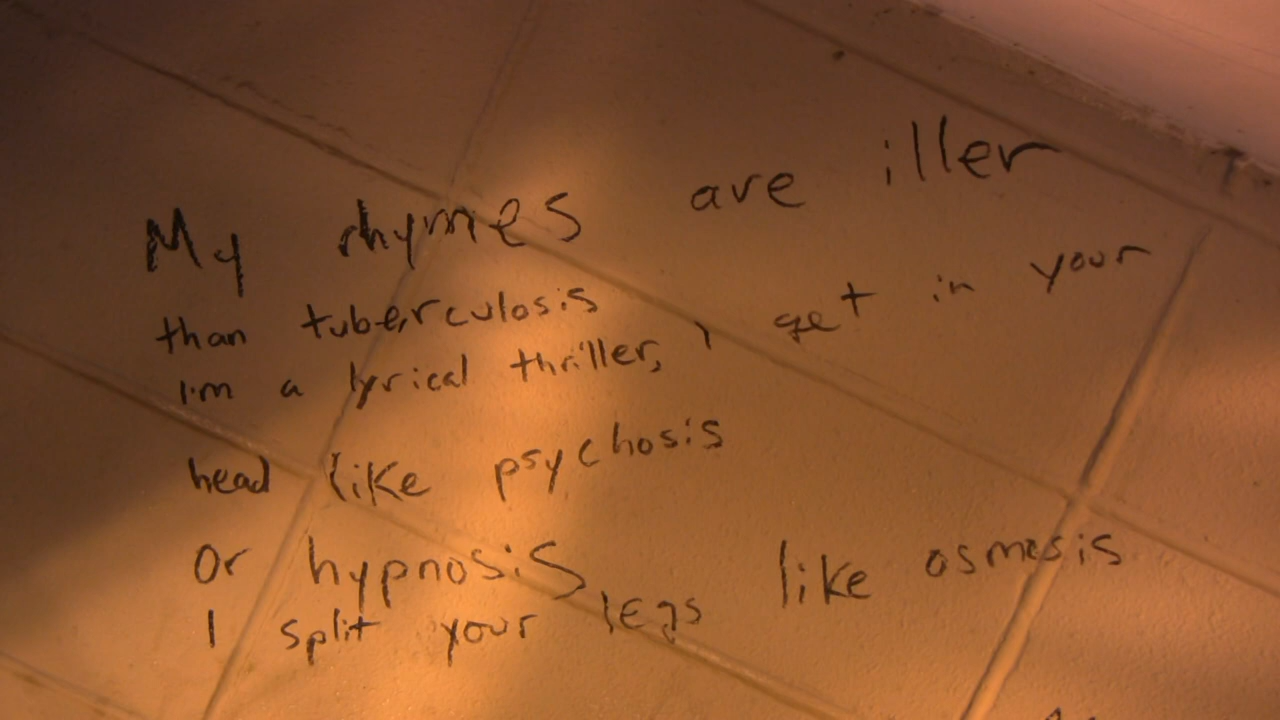 My rhymes are iller
than tuberculosis
I'm a lyrical thriller, I get in your
head like psychosis
Or hypnosis
I split your legs like osmosis